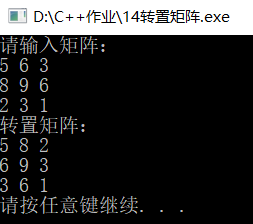 D:\C++作业\14转置矩阵.exe
请输入矩阵：
5 6 3
8 9 6
2 3 1
转置矩阵：
5 8 2
6 9 3
3 6 1
请按任意键继续. . .